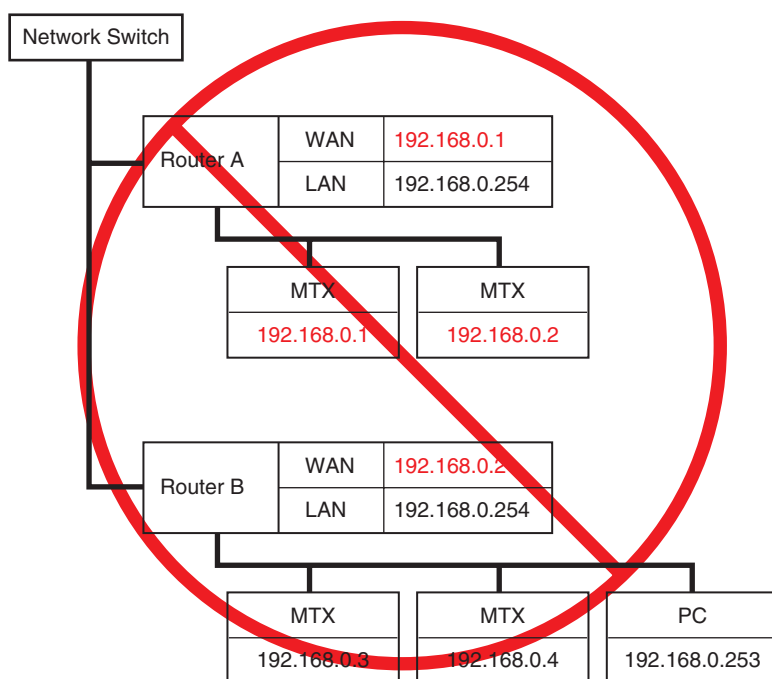 Network Switch
Router A
WAN 192.168.0.1
LAN 192.168.0.254
MTX MTX
192.168.0.1 192.168.0.2
Router B
WAN 192.168.0.2
LAN 192.168.0.254
MTX MTX PC
192.168.0.3 192.168.0.4 192.168.0.253